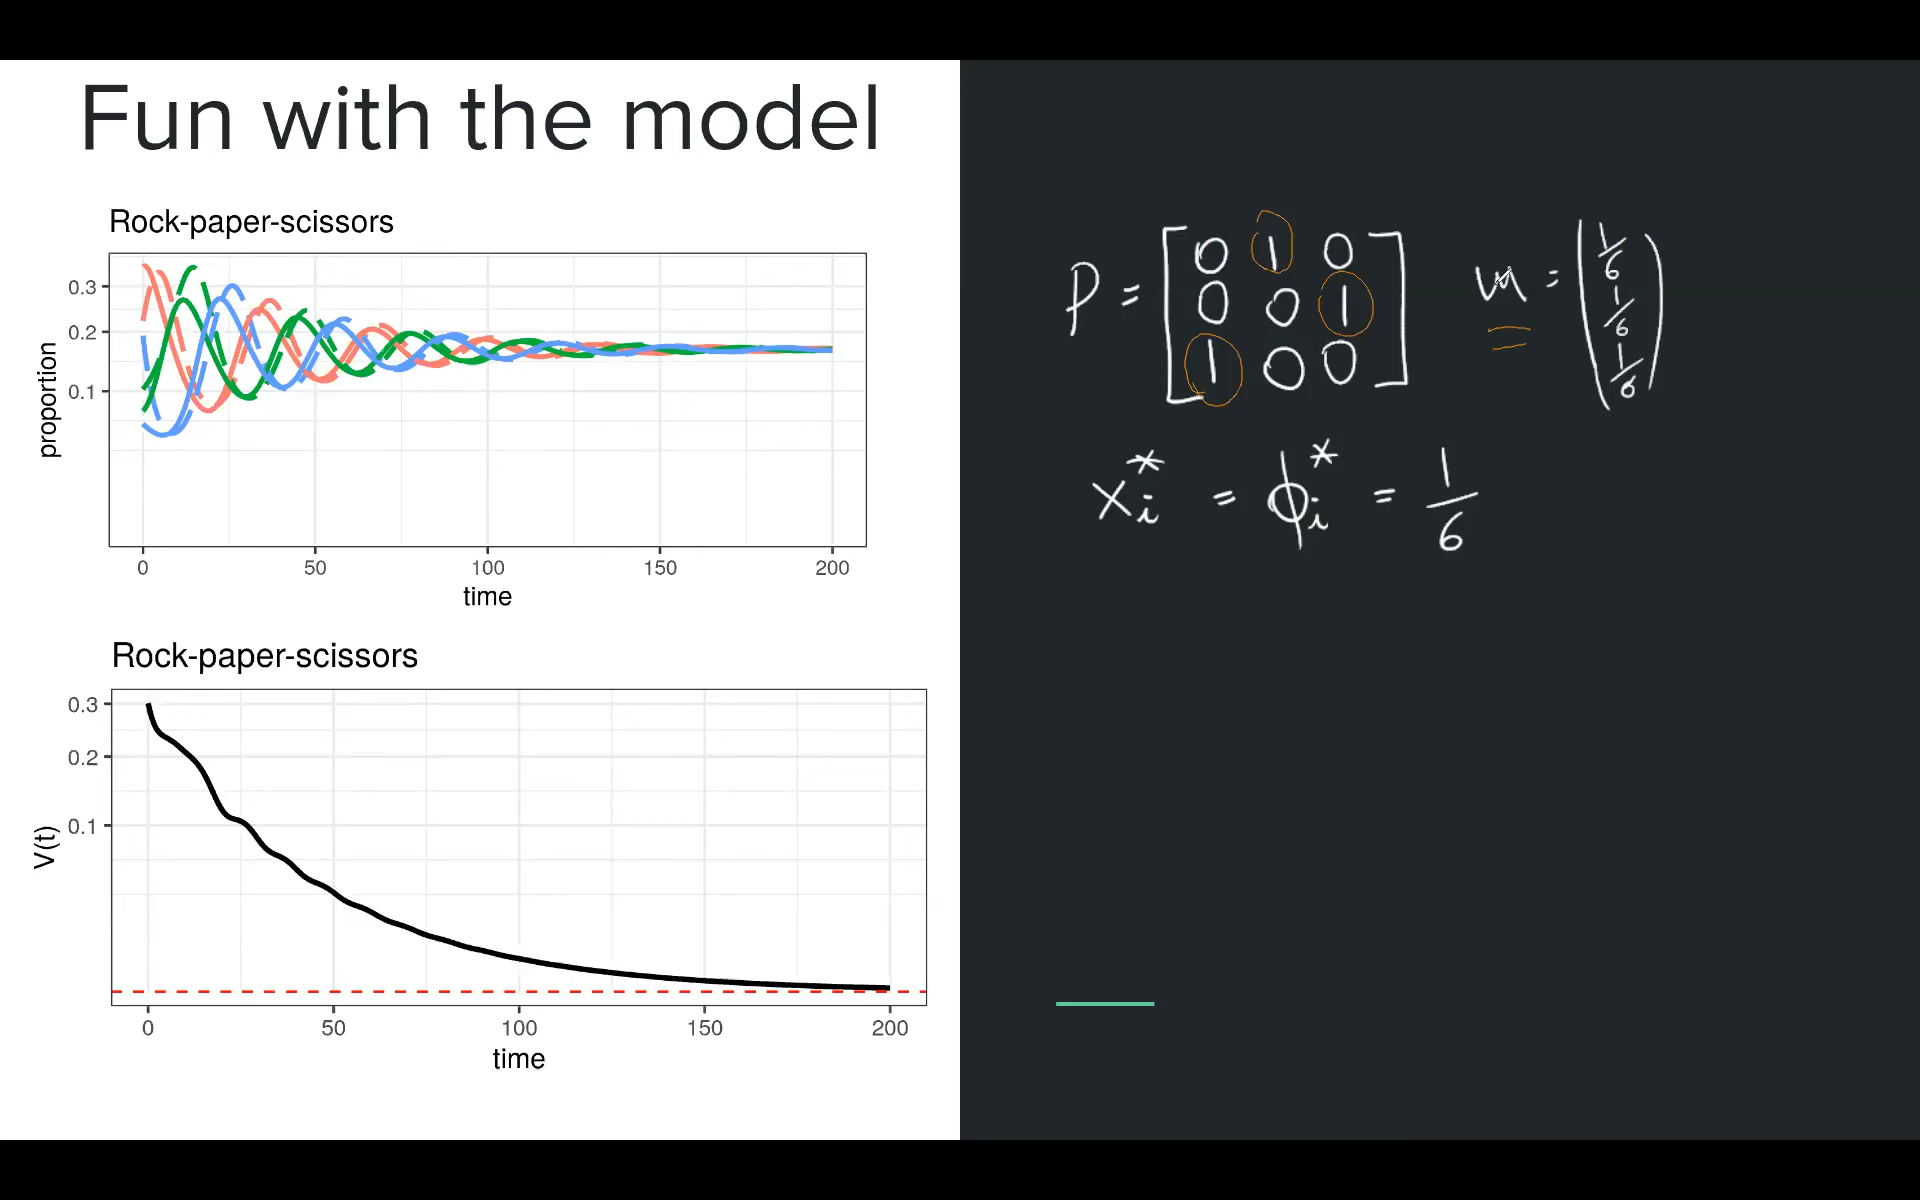 Fun with the model
Rock-paper-scissors
0.3
0.2
0.1
proportion
0 50 100 150 200
time
Rock-paper-scissors
0.3
0.2
0.1
V(t)
0 50 100 150 200
time
P = [ 0 1 0
0 0 1
1 0 0 ]
m = ( 1/6
1/6
1/6 )
x_i^* = ϕ_i^* = 1/6